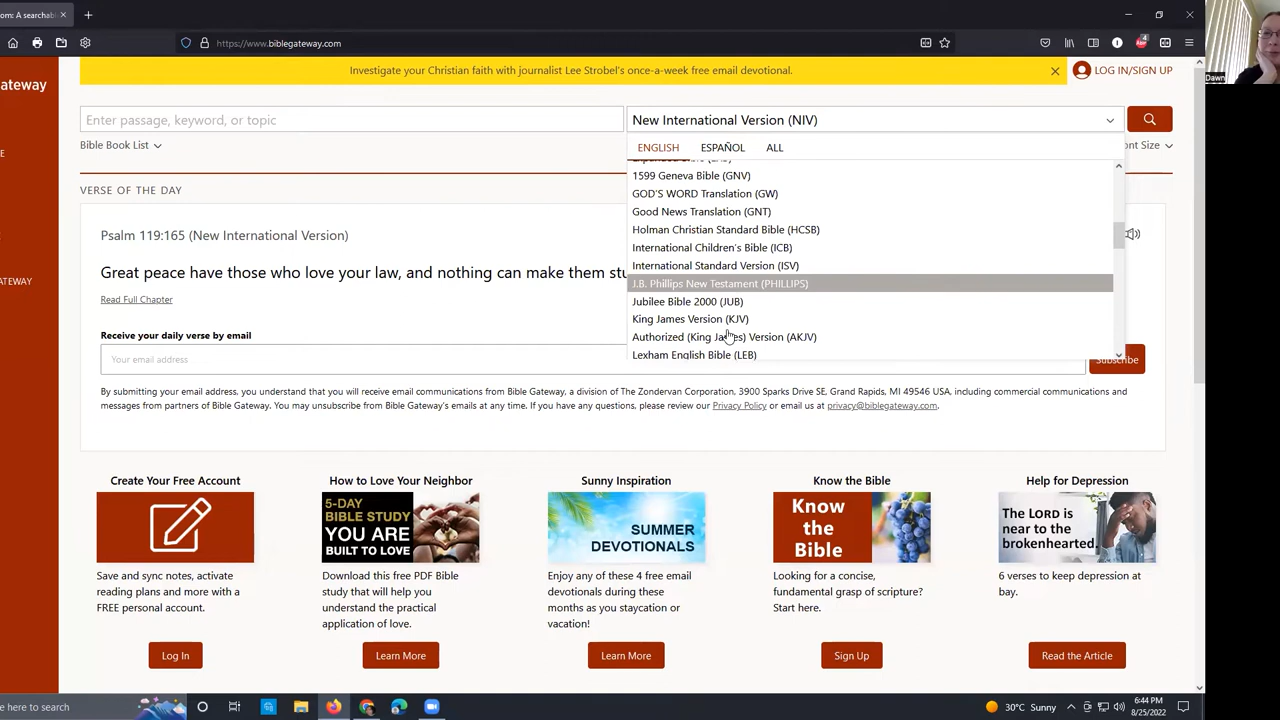 om: A searchab
https://www.biblegateway.com
Dawn
Gateway
Investigate your Christian faith with journalist Lee Strobel's once-a-week free email devotional.
LOG IN/SIGN UP
Enter passage, keyword, or topic
New International Version (NIV)
Bible Book List
ont Size
ENGLISH ESPAÑOL ALL
1599 Geneva Bible (GNV)
GOD'S WORD Translation (GW)
Good News Translation (GNT)
Holman Christian Standard Bible (HCSB)
International Children's Bible (ICB)
International Standard Version (ISV)
J.B. Phillips New Testament (PHILLIPS)
Jubilee Bible 2000 (JUB)
King James Version (KJV)
Authorized (King James) Version (AKJV)
Lexham English Bible (LEB)
E
GATEWAY
VERSE OF THE DAY
Psalm 119:165 (New International Version)
Great peace have those who love your law, and nothing can make them stu
Read Full Chapter
Receive your daily verse by email
Your email address
Subscribe
By submitting your email address, you understand that you will receive email communications from Bible Gateway, a division of The Zondervan Corporation, 3900 Sparks Drive SE, Grand Rapids, MI 49546 USA, including commercial communications and
messages from partners of Bible Gateway. You may unsubscribe from Bible Gateway's emails at any time. If you have any questions, please review our Privacy Policy or email us at privacy@biblegateway.com.
Create Your Free Account
Save and sync notes, activate
reading plans and more with a
FREE personal account.
Log In
How to Love Your Neighbor
5-DAY
BIBLE STUDY
YOU ARE
BUILT TO LOVE
Download this free PDF Bible
study that will help you
understand the practical
application of love.
Learn More
Sunny Inspiration
SUMMER
DEVOTIONALS
Enjoy any of these 4 free email
devotionals during these
months as you staycation or
vacation!
Learn More
Know the Bible
Know
the
Bible
Looking for a concise,
fundamental grasp of scripture?
Start here.
Sign Up
Help for Depression
The LORD is
near to the
brokenhearted.
6 verses to keep depression at
bay.
Read the Article
e here to search
30°C Sunny
6:44 PM
8/25/2022